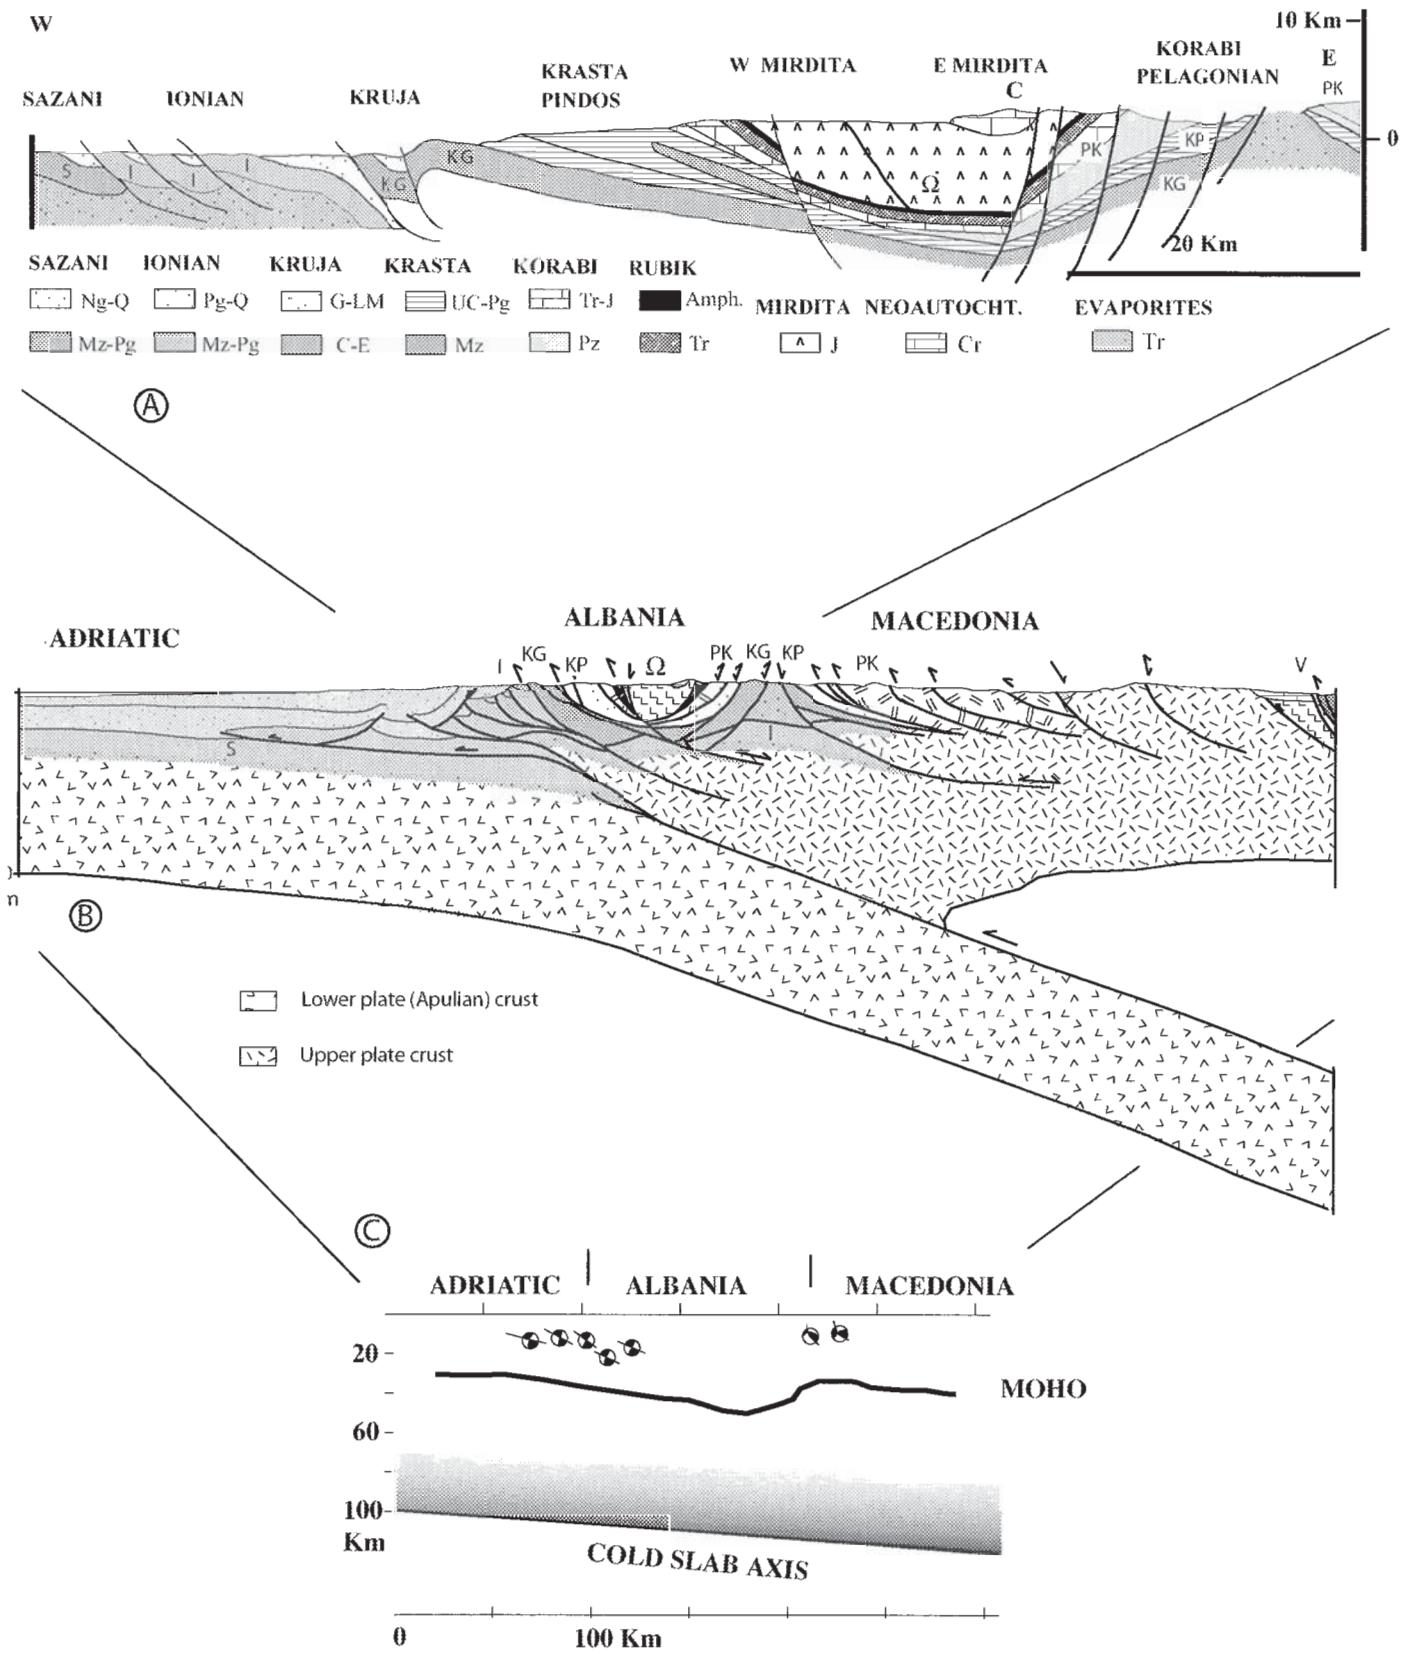 W
10 Km
KORABI
PELAGONIAN
E
PK
KRASTA
PINDOS
W MIRDITA
E MIRDITA
C
SAZANI
IONIAN
KRUJA
0
S
I
I
I
KG
KG
Ω
PK
KP
KG
20 Km
SAZANI IONIAN KRUJA KRASTA KORABI RUBIK
Ng-Q Pg-Q G-LM UC-Pg Tr-J Amph.
MIRDITA NEOAUTOCHT. EVAPORITES
Mz-Pg Mz-Pg C-E Mz Pz Tr J Cr Tr
A
ADRIATIC
ALBANIA
MACEDONIA
I KG KP Ω PK KG KP PK V
S
I
B
Lower plate (Apulian) crust
Upper plate crust
C
ADRIATIC ALBANIA MACEDONIA
20
MOHO
60
100
Km
COLD SLAB AXIS
0 100 Km